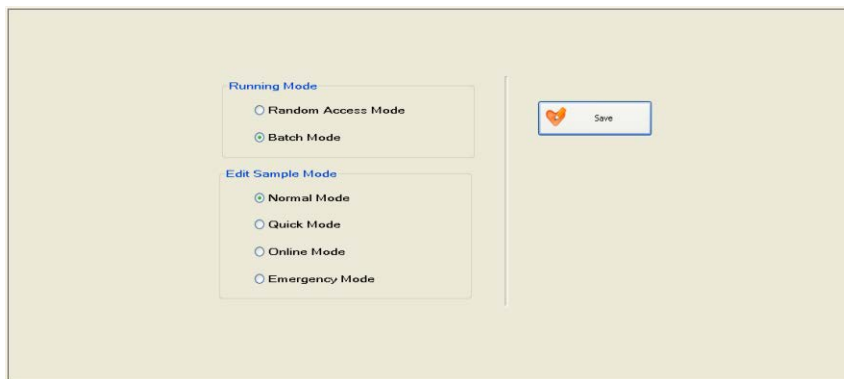 Running Mode
Random Access Mode
Batch Mode
Save
Edit Sample Mode
Normal Mode
Quick Mode
Online Mode
Emergency Mode